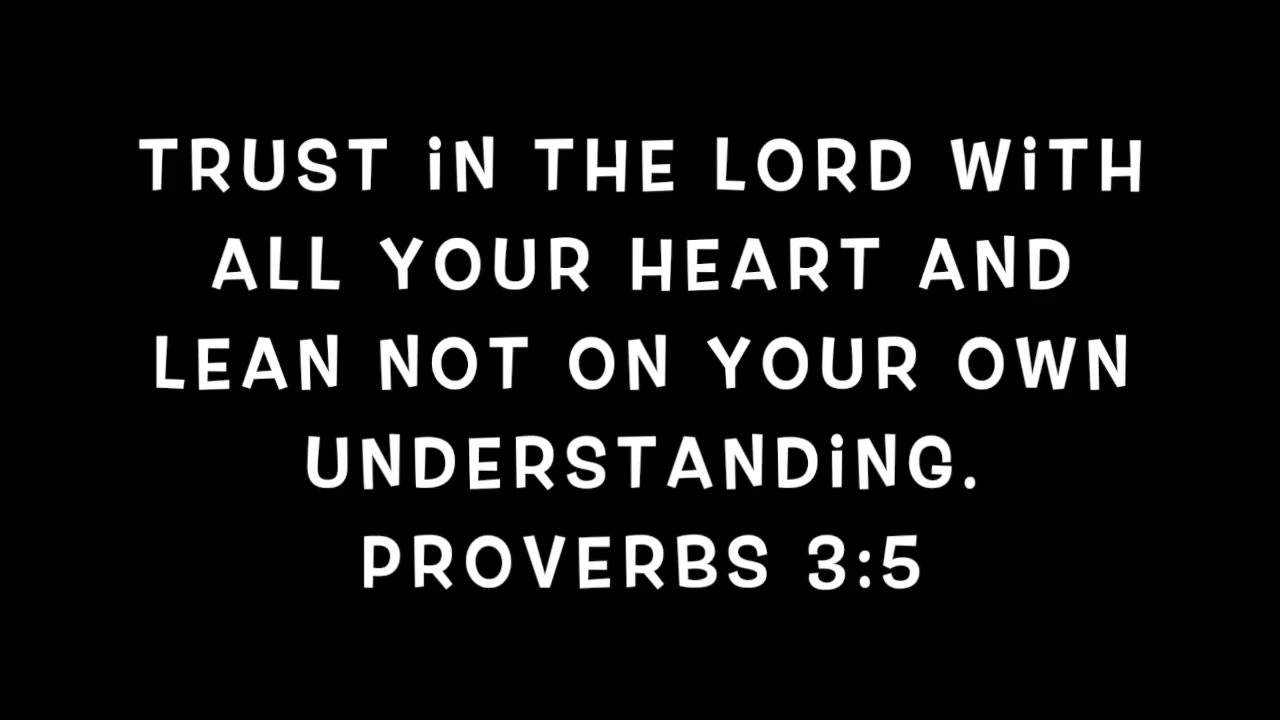 TRUST iN THE LORD WiTH
ALL YOUR HEART AND
LEAN NOT ON YOUR OWN
UNDERSTANDiNG.
PROVERBS 3:5